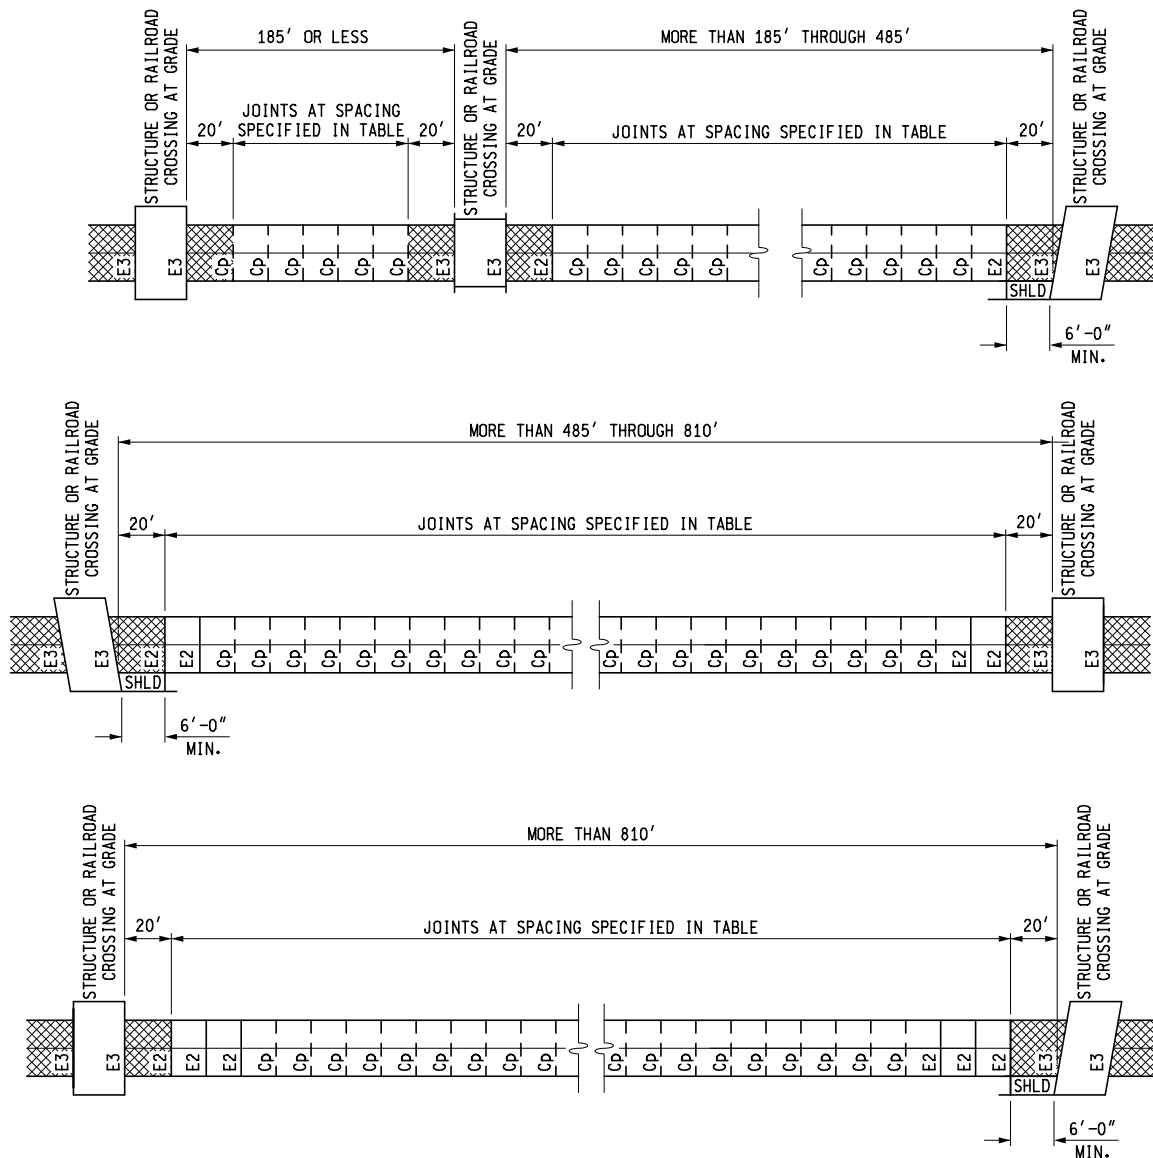 STRUCTURE OR RAILROAD
CROSSING AT GRADE
185' OR LESS
STRUCTURE OR RAILROAD
CROSSING AT GRADE
MORE THAN 185' THROUGH 485'
STRUCTURE OR RAILROAD
CROSSING AT GRADE
20'
JOINTS AT SPACING
SPECIFIED IN TABLE
20'
20'
JOINTS AT SPACING SPECIFIED IN TABLE
20'
E3 E3 Cp Cp Cp Cp Cp Cp E3 E3 E2 Cp Cp Cp Cp Cp Cp Cp Cp Cp Cp E2 E3 E3
SHLD
6'-0"
MIN.
STRUCTURE OR RAILROAD
CROSSING AT GRADE
MORE THAN 485' THROUGH 810'
STRUCTURE OR RAILROAD
CROSSING AT GRADE
20'
JOINTS AT SPACING SPECIFIED IN TABLE
20'
E3 E3 E2 E2 Cp Cp Cp Cp Cp Cp Cp Cp Cp Cp Cp Cp Cp Cp Cp Cp Cp Cp Cp E2 E2 E3 E3
SHLD
6'-0"
MIN.
STRUCTURE OR RAILROAD
CROSSING AT GRADE
MORE THAN 810'
STRUCTURE OR RAILROAD
CROSSING AT GRADE
20'
JOINTS AT SPACING SPECIFIED IN TABLE
20'
E3 E3 E2 E2 E2 Cp Cp Cp Cp Cp Cp Cp Cp Cp Cp Cp Cp Cp Cp Cp Cp Cp Cp E2 E2 E2 E3 E3
SHLD
6'-0"
MIN.